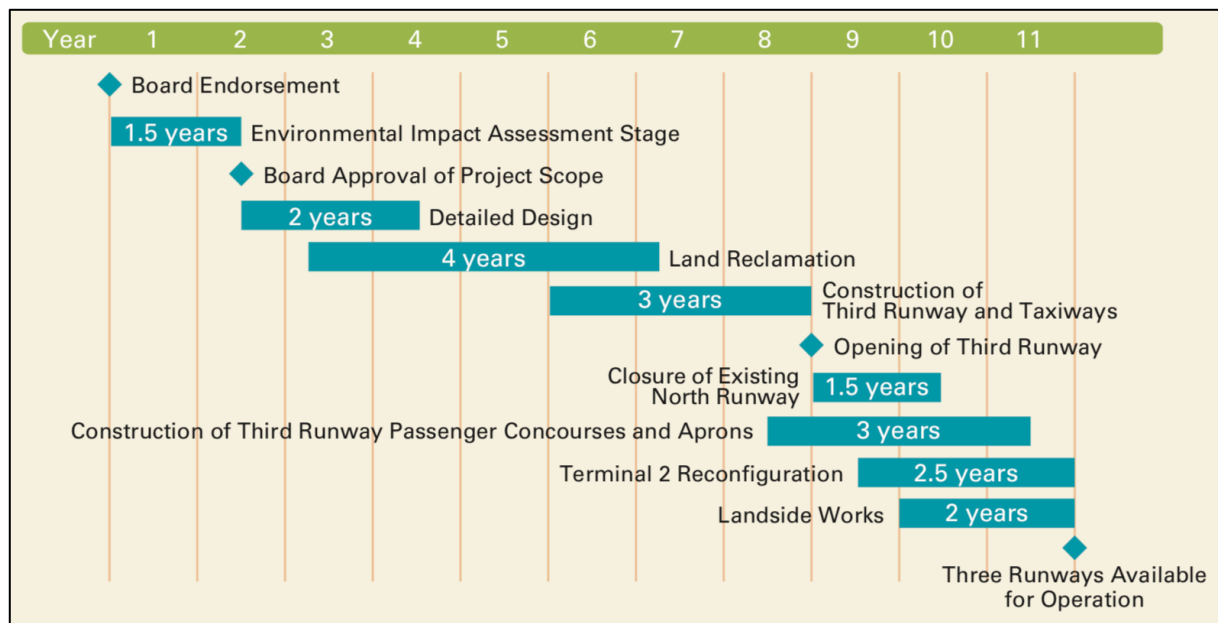 Year 1 2 3 4 5 6 7 8 9 10 11
Board Endorsement
1.5 years Environmental Impact Assessment Stage
Board Approval of Project Scope
2 years Detailed Design
4 years Land Reclamation
3 years Construction of
Third Runway and Taxiways
Opening of Third Runway
Closure of Existing
North Runway 1.5 years
Construction of Third Runway Passenger Concourses and Aprons 3 years
Terminal 2 Reconfiguration 2.5 years
Landside Works 2 years
Three Runways Available
for Operation